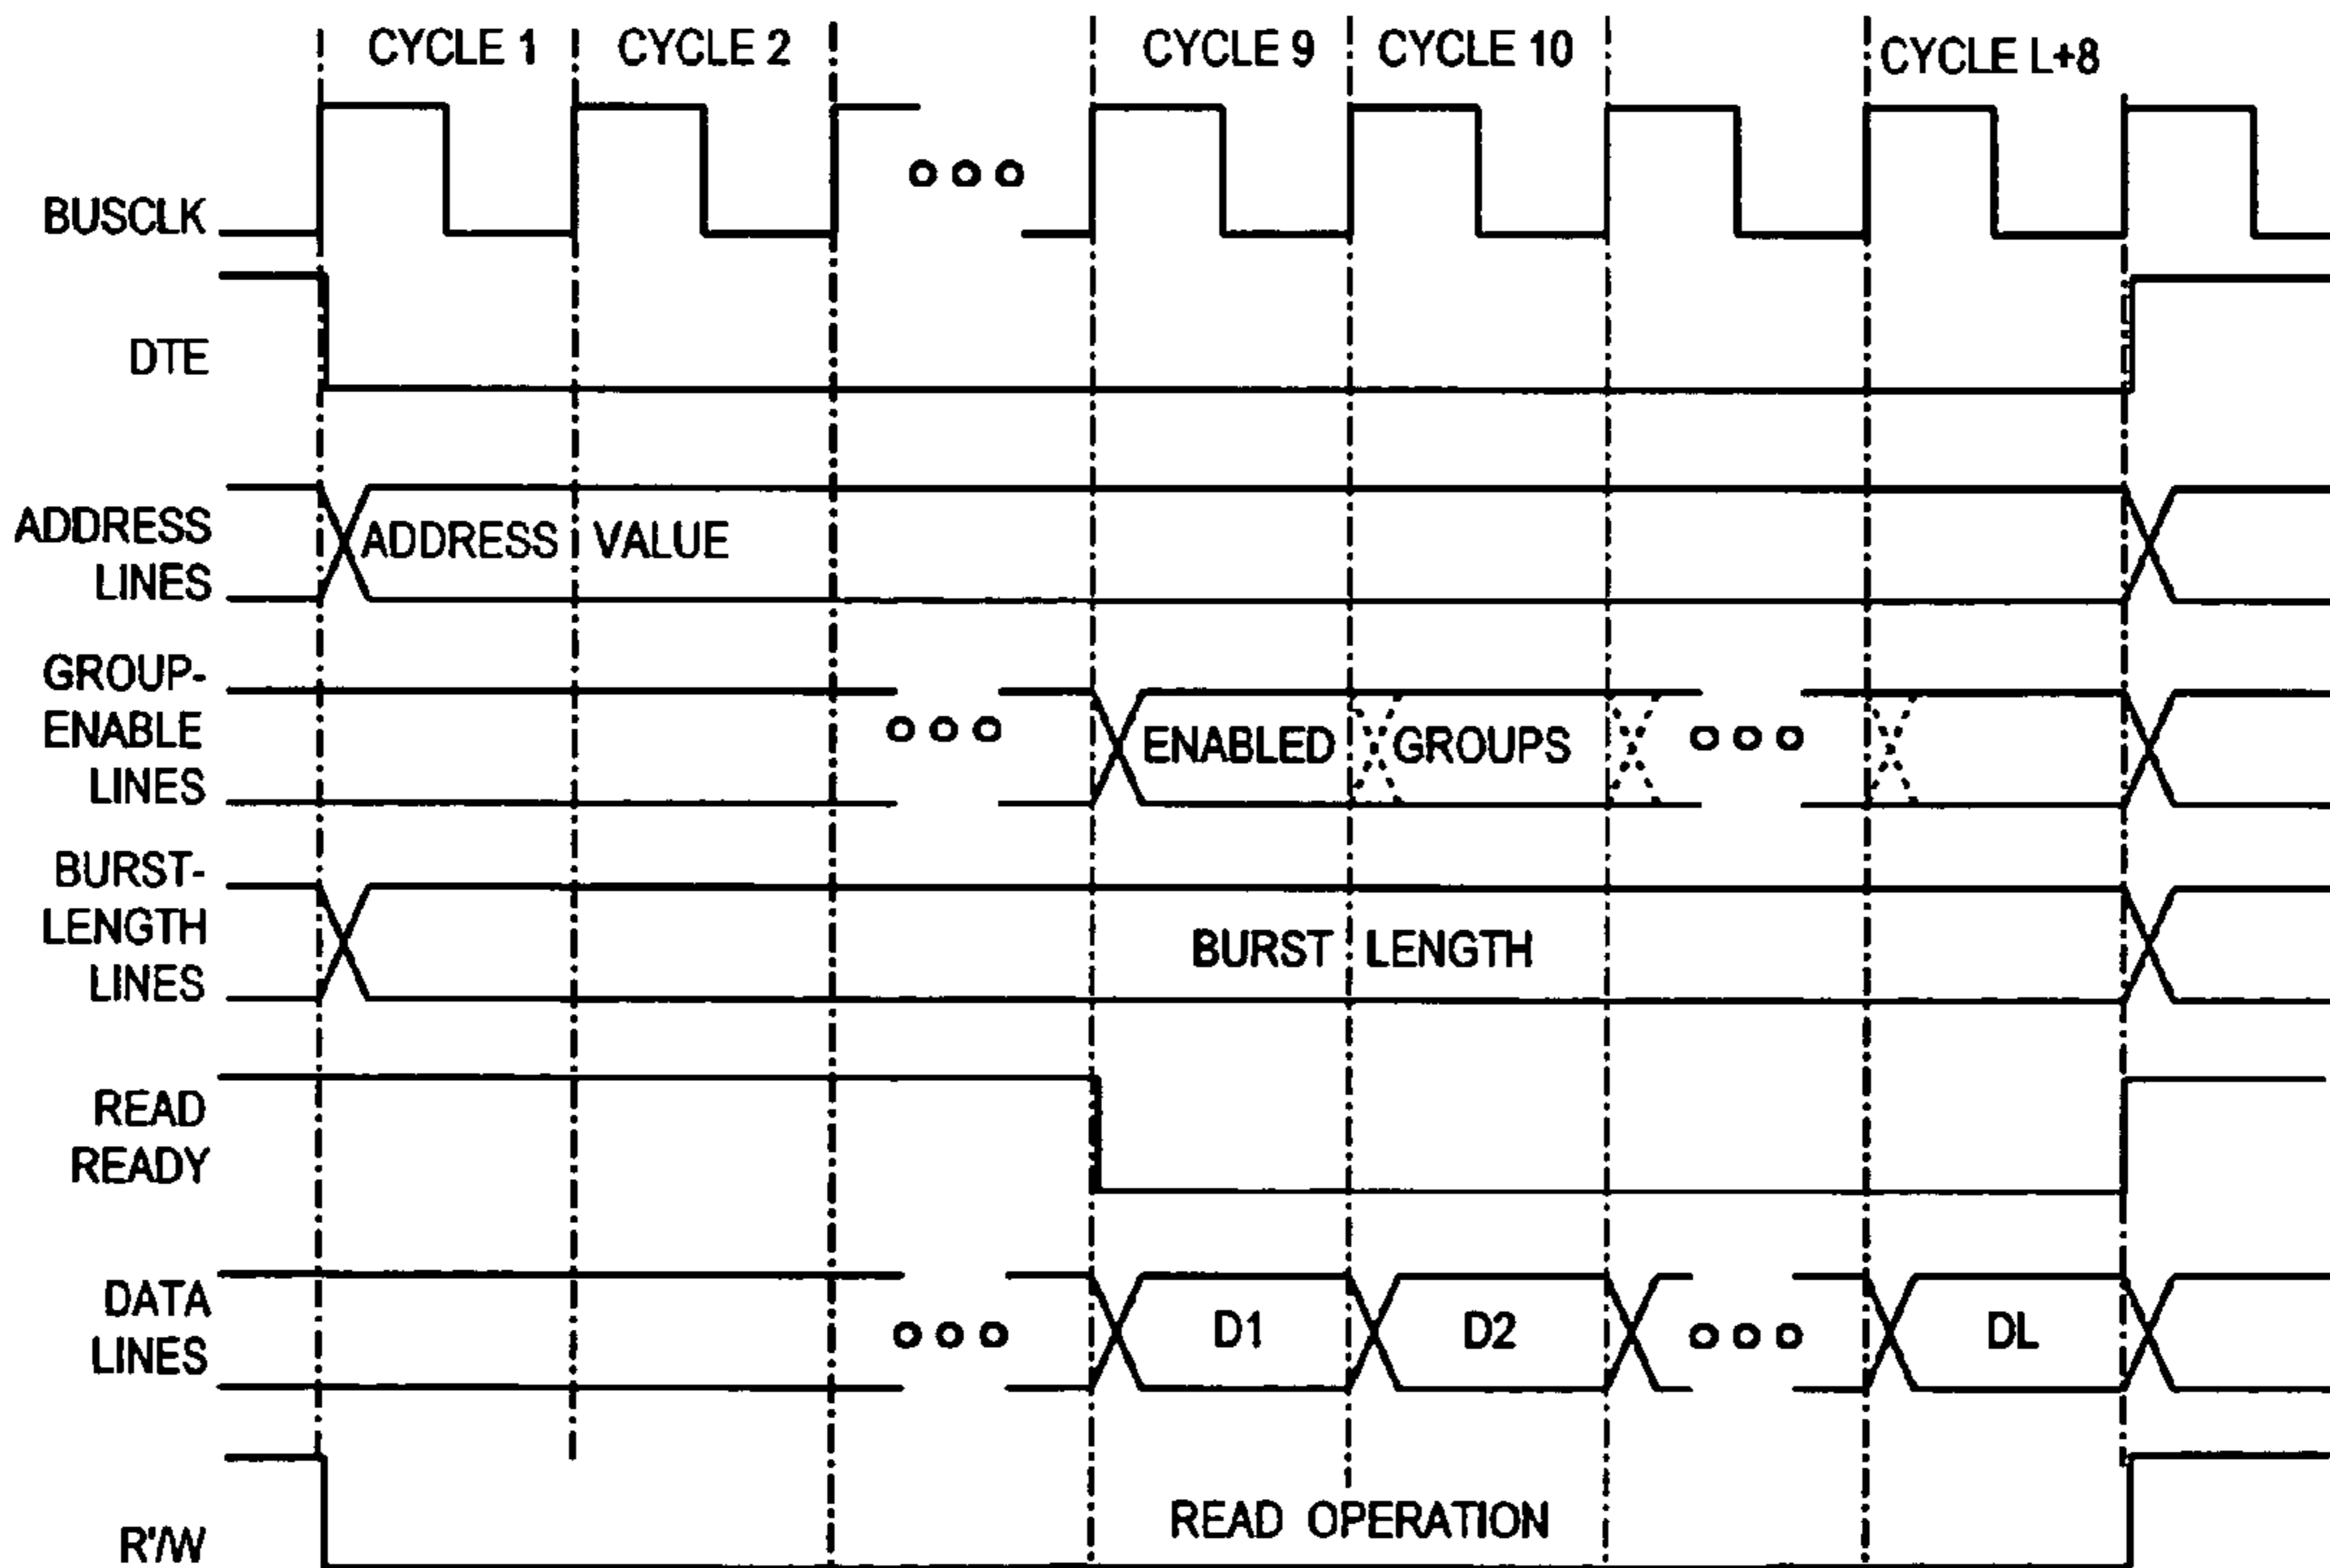 CYCLE 1 CYCLE 2 CYCLE 9 CYCLE 10 CYCLE L+8
BUSCLK
DTE
ADDRESS
LINES
ADDRESS VALUE
GROUP-
ENABLE
LINES
ENABLED GROUPS
BURST-
LENGTH
LINES
BURST LENGTH
READ
READY
DATA
LINES
D1 D2 DL
R'/W
READ OPERATION